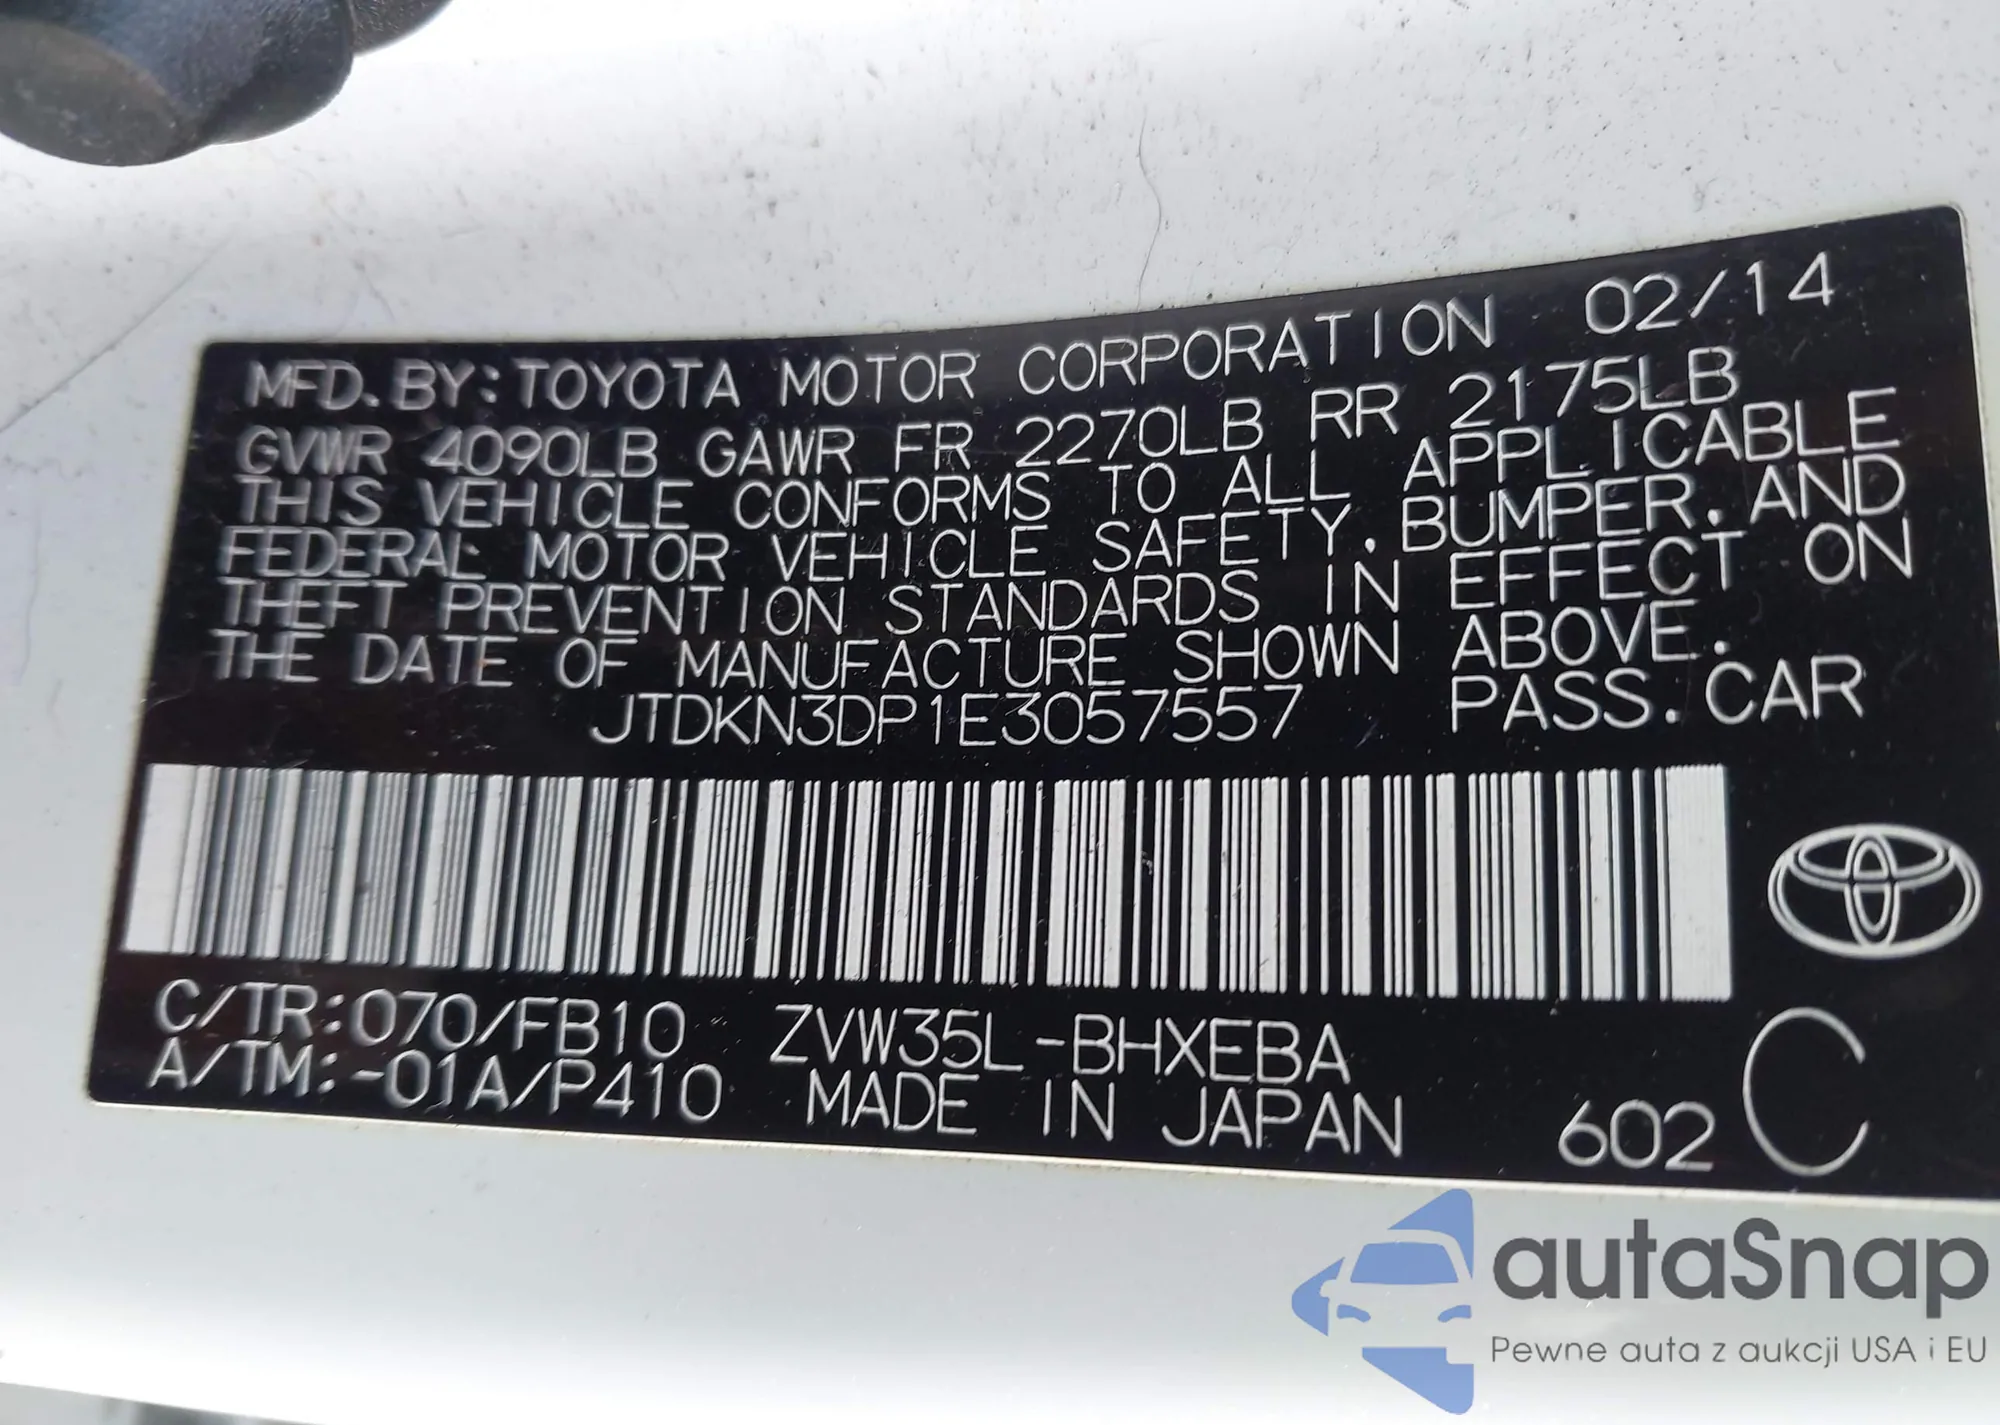 MFD. BY: TOYOTA MOTOR CORPORATION 02/14
GVWR 4090LB GAWR FR 2270LB RR 2175LB
THIS VEHICLE CONFORMS TO ALL APPLICABLE
FEDERAL MOTOR VEHICLE SAFETY, BUMPER, AND
THEFT PREVENTION STANDARDS IN EFFECT ON
THE DATE OF MANUFACTURE SHOWN ABOVE.
JTDKN3DP1E3057557 PASS. CAR
C/TR:070/FB10 ZVW35L-BHXEBA
A/TM:-01A/P410 MADE IN JAPAN 602 C
autaSnap
Pewne auta z aukcji USA i EU